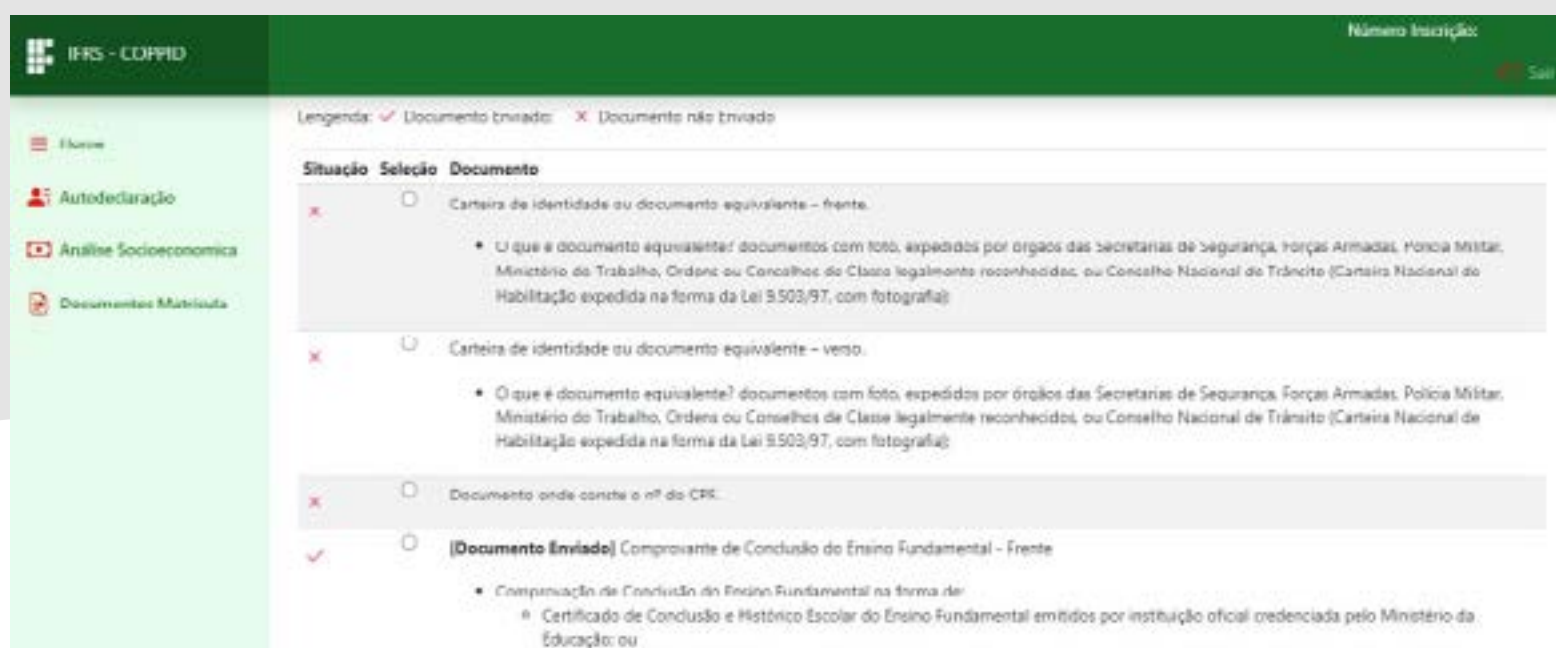 IFRS - COPPID
Número Inscrição:
Sair
Lengenda: ✓ Documento Enviado: ✕ Documento não Enviado
Home
Autodeclaração
Análise Socioeconomica
Documentos Matrícula
Situação Seleção Documento
Carteira de identidade ou documento equivalente – frente.
• O que é documento equivalente? documentos com foto, expedidos por órgãos das Secretarias de Segurança, Forças Armadas, Polícia Militar,
Ministério do Trabalho, Ordens ou Conselhos de Classe legalmente reconhecidos, ou Conselho Nacional de Trânsito (Carteira Nacional de
Habilitação expedida na forma da Lei 9.503/97, com fotografia);
Carteira de identidade ou documento equivalente – verso.
• O que é documento equivalente? documentos com foto, expedidos por órgãos das Secretarias de Segurança, Forças Armadas, Polícia Militar,
Ministério do Trabalho, Ordens ou Conselhos de Classe legalmente reconhecidos, ou Conselho Nacional de Trânsito (Carteira Nacional de
Habilitação expedida na forma da Lei 9.503/97, com fotografia);
Documento onde conste o nº do CPF.
[Documento Enviado] Comprovante de Conclusão do Ensino Fundamental - Frente
• Comprovação de Conclusão do Ensino Fundamental na forma de:
Certificado de Conclusão e Histórico Escolar do Ensino Fundamental emitidos por instituição oficial credenciada pelo Ministério da
Educação; ou